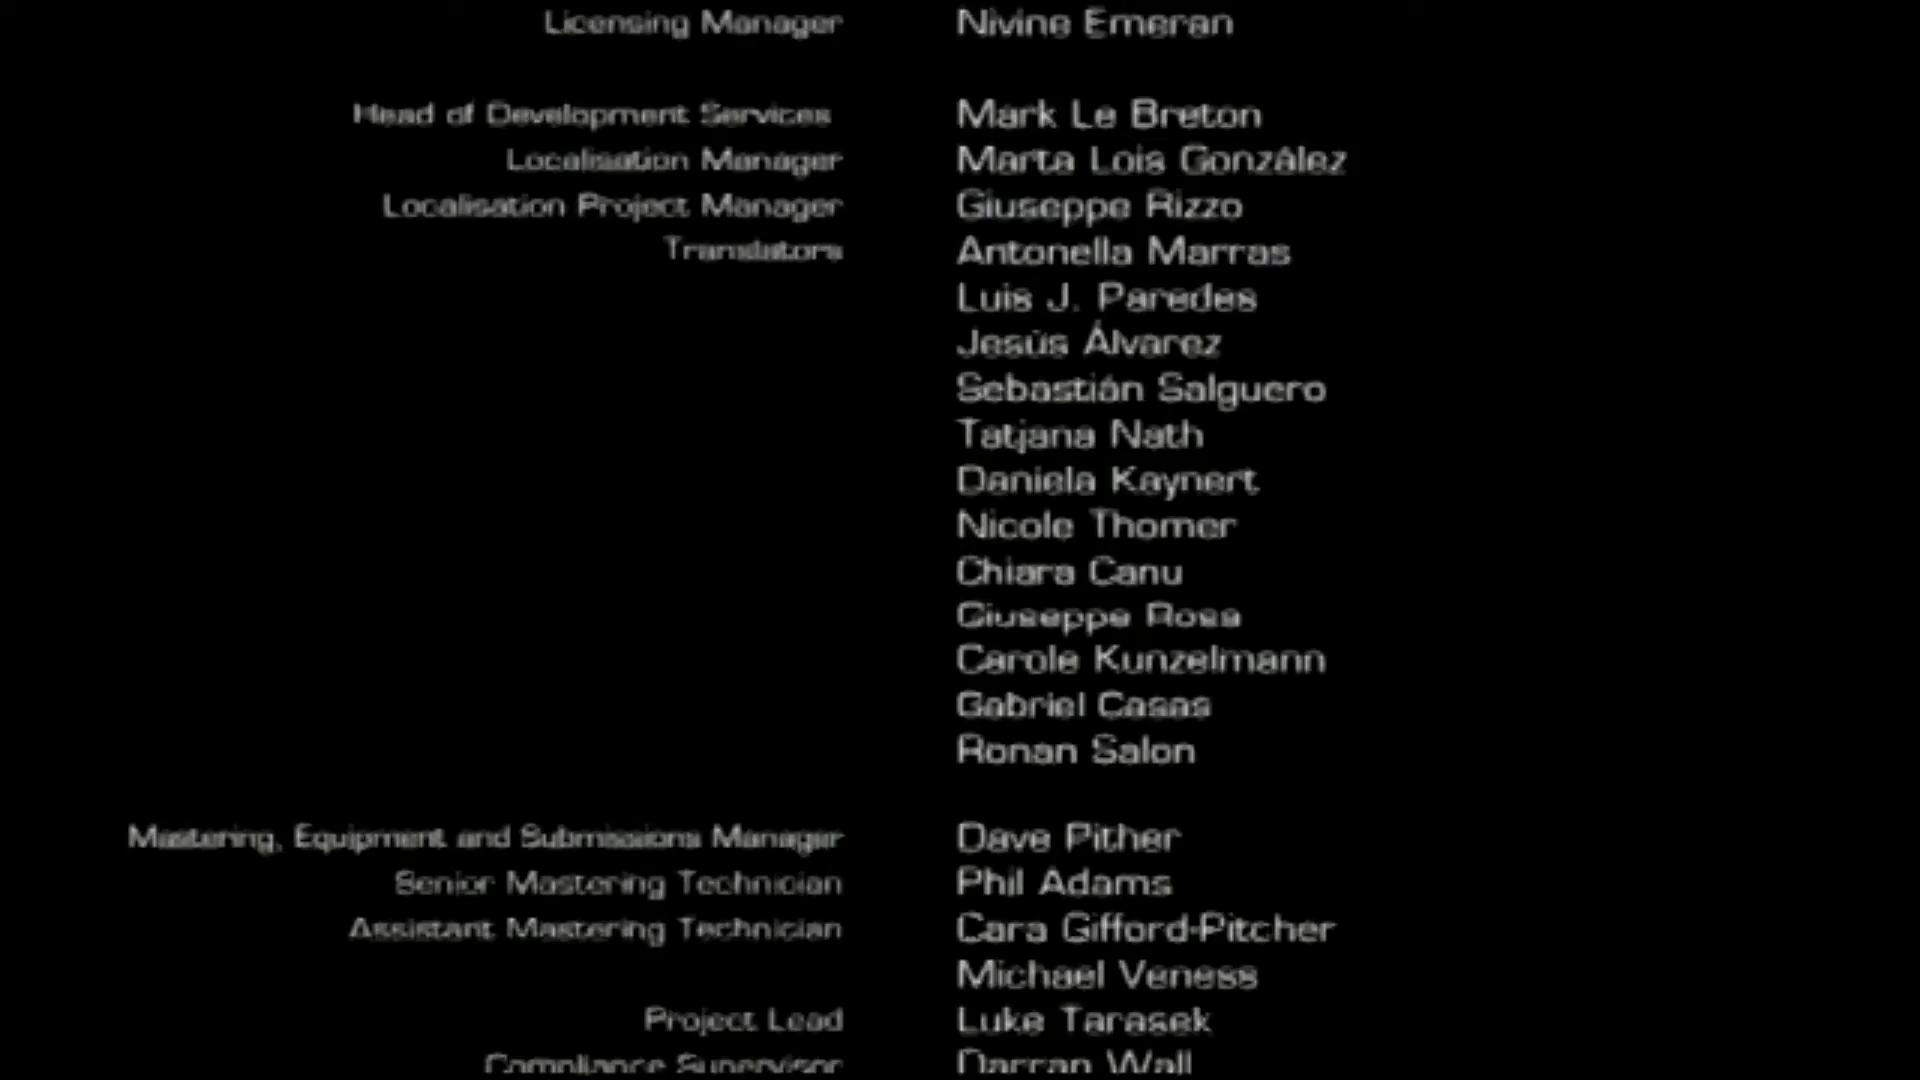 Licensing Manager Nivine Emeran
Head of Development Services Mark Le Breton
Localisation Manager Marta Lois González
Localisation Project Manager Giuseppe Rizzo
Translators Antonella Marras
Luis J. Paredes
Jesús Álvarez
Sebastián Salguero
Tatjana Nath
Daniela Kaynert
Nicole Thomer
Chiara Canu
Giuseppe Rosa
Carole Kunzelmann
Gabriel Casas
Ronan Salon
Mastering, Equipment and Submissions Manager Dave Pither
Senior Mastering Technician Phil Adams
Assistant Mastering Technician Cara Gifford-Pitcher
Michael Veness
Project Lead Luke Tarasek
Compliance Supervisor Darran Wall